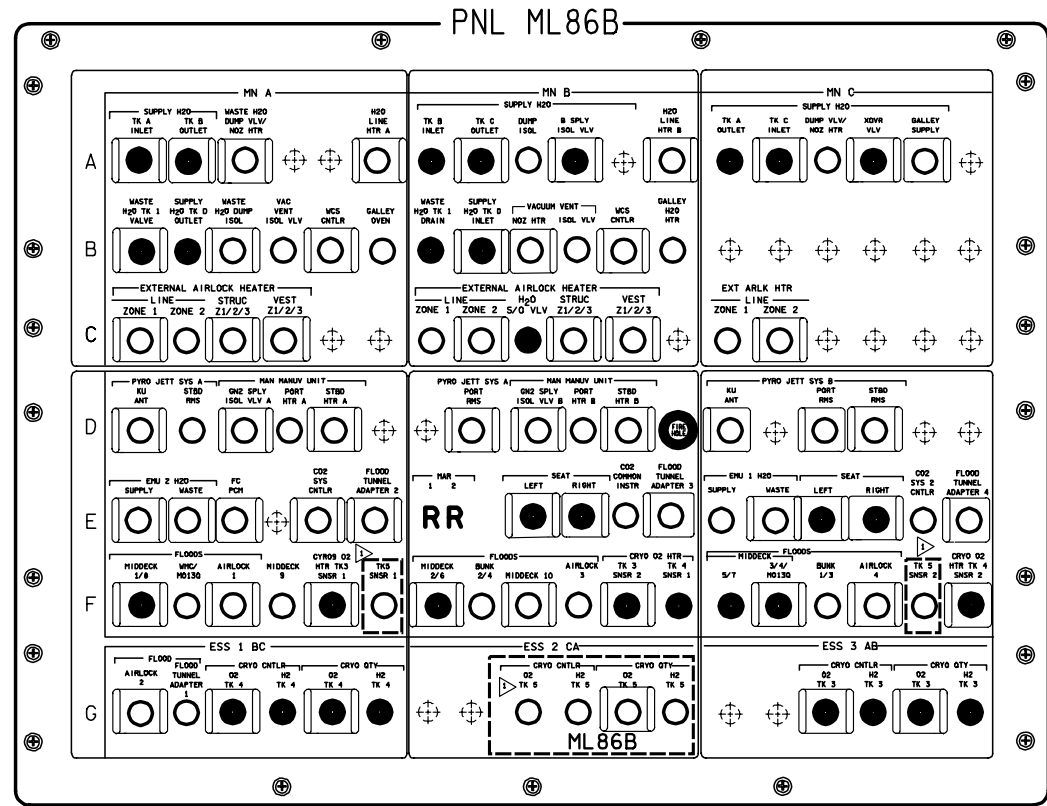 PNL ML86B
MN A MN B MN C
SUPPLY H2O WASTE H2O H2O SUPPLY H2O H2O SUPPLY H2O
TK A TK B DUMP VLV/ LINE TK B TK C DUMP B SPLY LINE TK A TK C DUMP VLV/ XOVR GALLEY
INLET OUTLET NOZ HTR HTR A INLET OUTLET ISOL ISOL VLV HTR B OUTLET INLET NOZ HTR VLV SUPPLY
A
WASTE SUPPLY WASTE VAC WASTE SUPPLY VACUUM VENT GALLEY
H2O TK 1 H2O TK D H2O DUMP VENT WCS GALLEY H2O TK 1 H2O TK D WCS H2O
VALVE OUTLET ISOL ISOL VLV CNTLR OVEN DRAIN INLET NOZ HTR ISOL VLV CNTLR HTR
B
EXTERNAL AIRLOCK HEATER EXTERNAL AIRLOCK HEATER EXT ARLK HTR
LINE STRUC VEST LINE H2O STRUC VEST LINE
ZONE 1 ZONE 2 Z1/2/3 Z1/2/3 ZONE 1 ZONE 2 S/O VLV Z1/2/3 Z1/2/3 ZONE 1 ZONE 2
C
PYRO JETT SYS A MAN MANUV UNIT PYRO JETT SYS A MAN MANUV UNIT PYRO JETT SYS B
KU STBD GN2 SPLY PORT STBD PORT GN2 SPLY PORT STBD KU PORT STBD
ANT RMS ISOL VLV A HTR A HTR A RMS ISOL VLV B HTR B HTR B ANT RMS RMS
D FIRE
HOLE
EMU 2 H2O FC CO2 FLOOD MAR SEAT CO2 FLOOD EMU 1 H2O SEAT CO2 FLOOD
SUPPLY WASTE PCM SYS TUNNEL 1 2 LEFT RIGHT COMMON TUNNEL SUPPLY WASTE LEFT RIGHT SYS 2 TUNNEL
CNTLR ADAPTER 2 INSTR ADAPTER 3 CNTLR ADAPTER 4
E RR
1 1
FLOODS CYRO9 O2 FLOODS CRYO O2 HTR MIDDECK FLOODS CRYO O2
MIDDECK WMC/ AIRLOCK MIDDECK HTR TK3 TK5 MIDDECK BUNK AIRLOCK TK 3 TK 4 3/4/ BUNK AIRLOCK TK 5 HTR TK 4
1/8 MO13Q 1 9 SNSR 1 SNSR 1 2/6 2/4 MIDDECK 10 3 SNSR 2 SNSR 1 5/7 MO13Q 1/3 4 SNSR 2 SNSR 2
F
ESS 1 BC ESS 2 CA ESS 3 AB
FLOOD CRYO CNTLR CRYO QTY CRYO CNTLR CRYO QTY CRYO CNTLR CRYO QTY
AIRLOCK FLOOD O2 H2 O2 H2 1 O2 H2 O2 H2 O2 H2 O2 H2
2 TUNNEL TK 4 TK 4 TK 4 TK 4 TK 5 TK 5 TK 5 TK 5 TK 3 TK 3 TK 3 TK 3
ADAPTER
1
G
ML86B